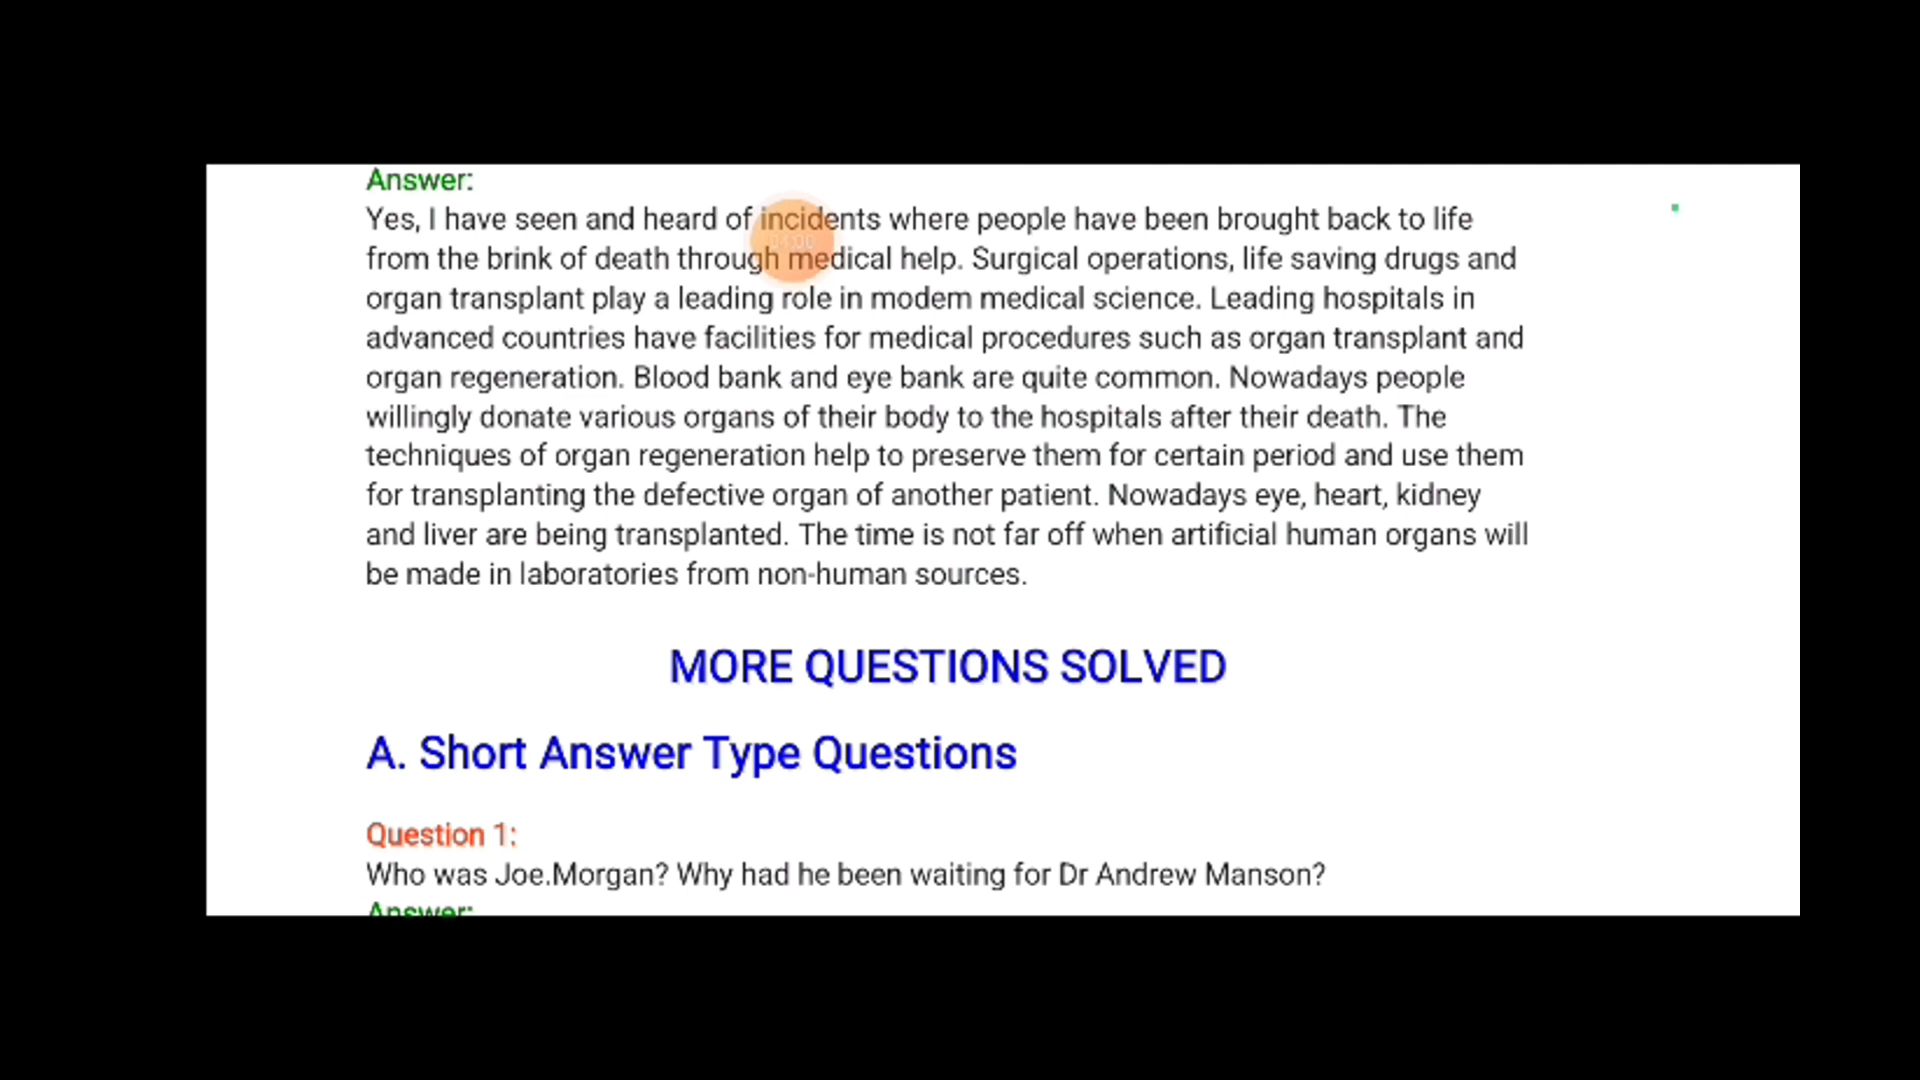 Answer:
Yes, I have seen and heard of incidents where people have been brought back to life
from the brink of death through medical help. Surgical operations, life saving drugs and
organ transplant play a leading role in modem medical science. Leading hospitals in
advanced countries have facilities for medical procedures such as organ transplant and
organ regeneration. Blood bank and eye bank are quite common. Nowadays people
willingly donate various organs of their body to the hospitals after their death. The
techniques of organ regeneration help to preserve them for certain period and use them
for transplanting the defective organ of another patient. Nowadays eye, heart, kidney
and liver are being transplanted. The time is not far off when artificial human organs will
be made in laboratories from non-human sources.
MORE QUESTIONS SOLVED
A. Short Answer Type Questions
Question 1:
Who was Joe.Morgan? Why had he been waiting for Dr Andrew Manson?
Answer: